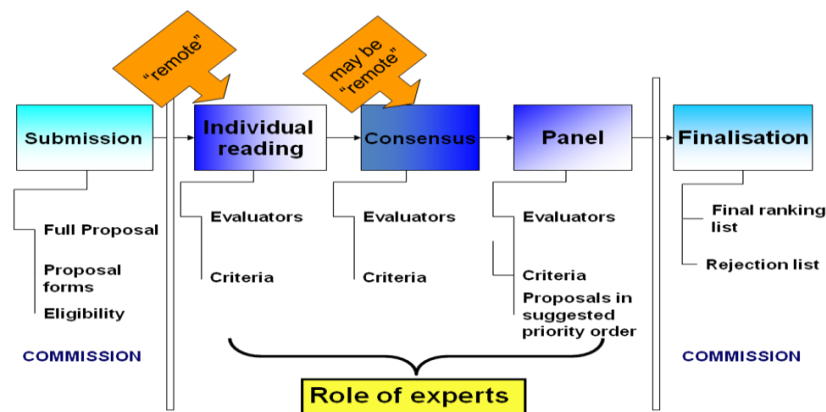 "remote"
may be
"remote"
Submission
Individual
reading
Consensus
Panel
Finalisation
Full Proposal
Proposal
forms
Eligibility
Evaluators
Criteria
Evaluators
Criteria
Evaluators
Criteria
Proposals in
suggested
priority order
Final ranking
list
Rejection list
COMMISSION
COMMISSION
Role of experts